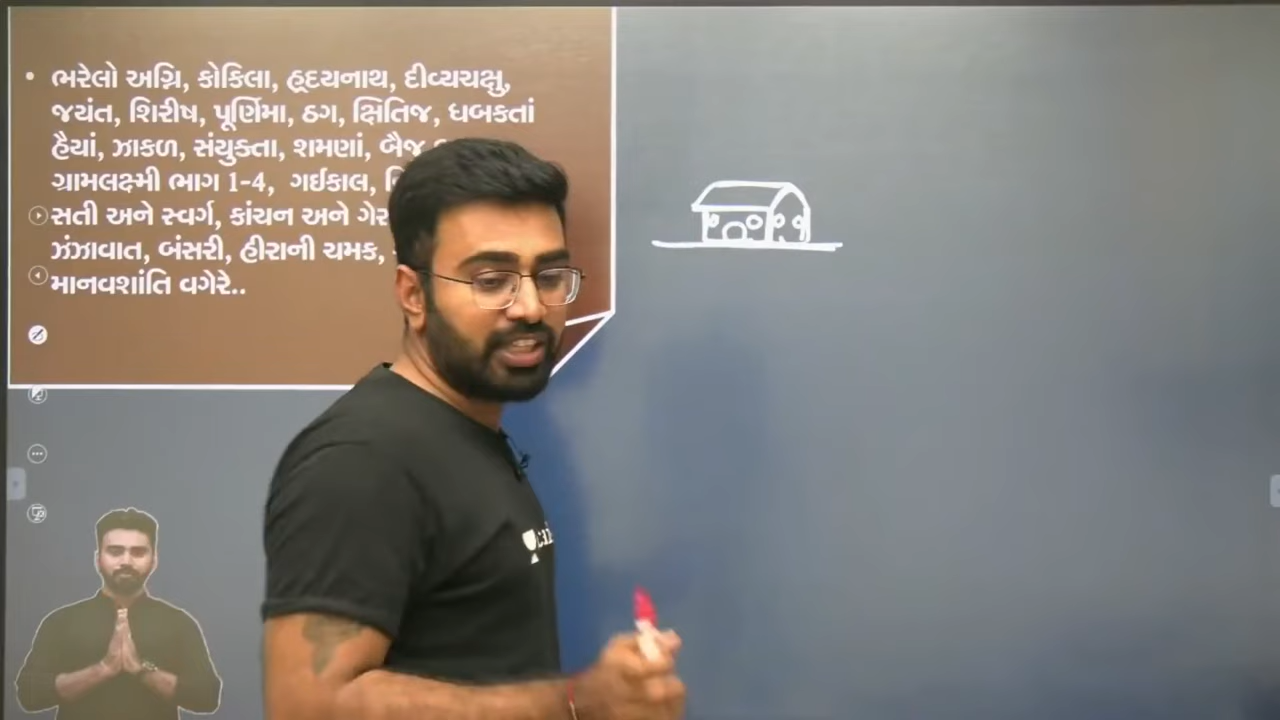 ભરેલો અગ્નિ, કોકિલા, હૃદયનાથ, દીવ્યચક્ષુ,
જયંત, શિરીષ, પૂર્ણિમા, ઠગ, ક્ષિતિજ, ધબકતાં
હૈયાં, ઝાકળ, સંયુક્તા, શમણાં, બૈજુ
ગ્રામલક્ષ્મી ભાગ 1-4, ગઈકાલ,
સતી અને સ્વર્ગ, કાંચન અને
ઝંઝાવાત, બંસરી, હીરાની ચમક,
માનવશાંતિ વગેરે..